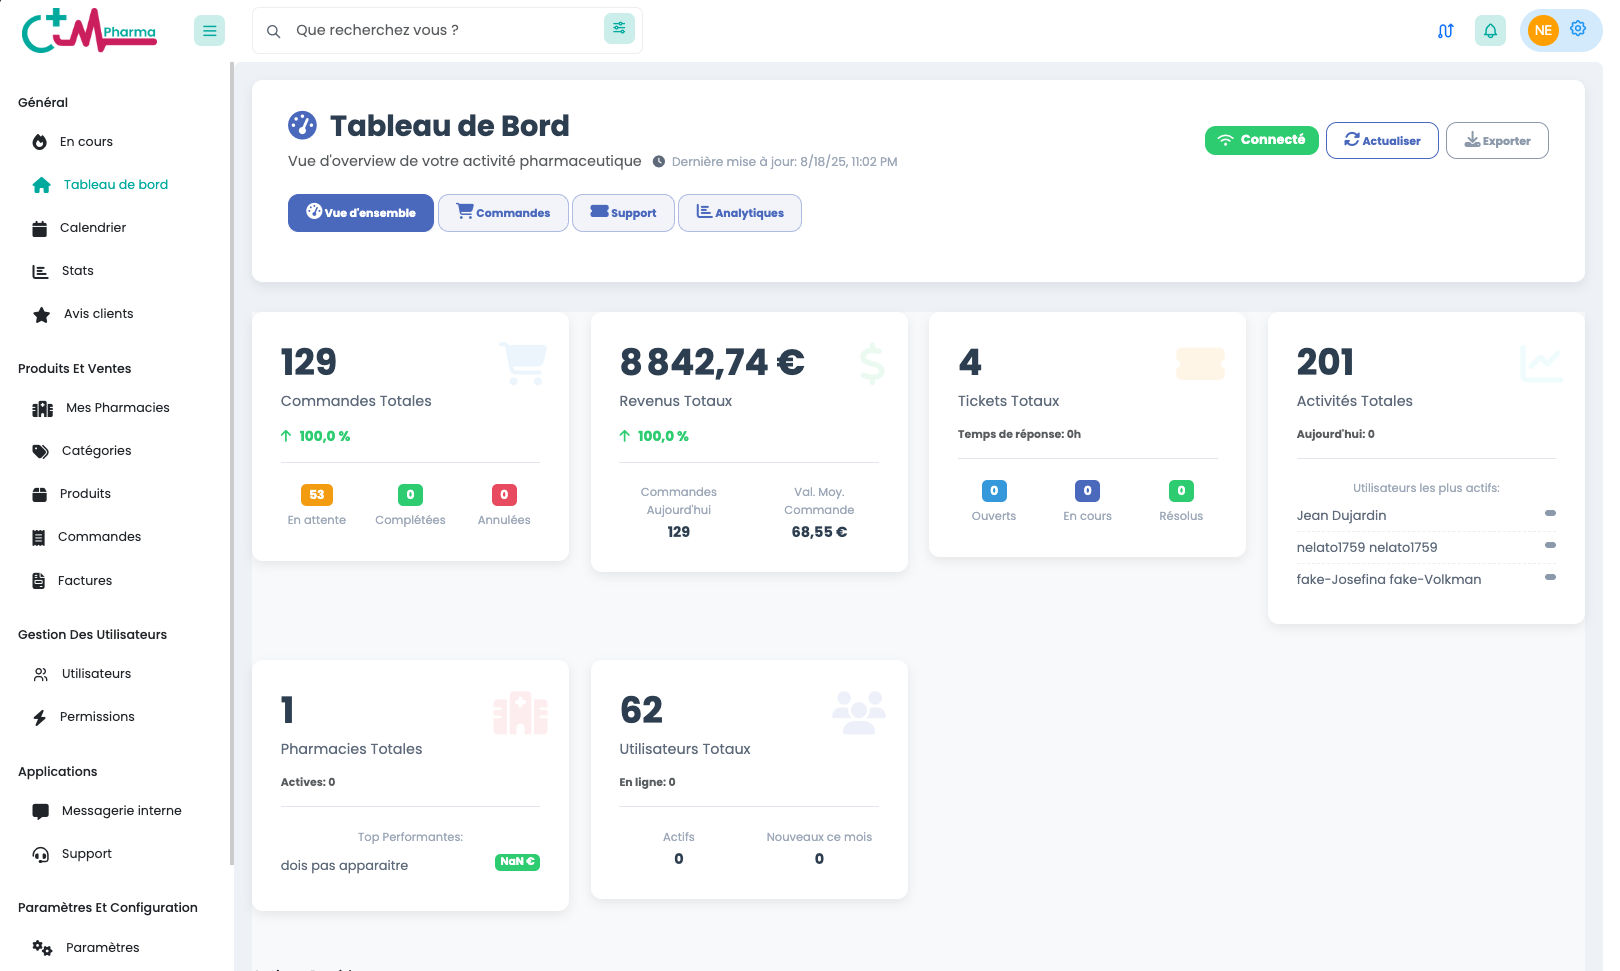 Pharma
Que recherchez vous ?
NE
Général
En cours
Tableau de bord
Calendrier
Stats
Avis clients
Produits Et Ventes
Mes Pharmacies
Catégories
Produits
Commandes
Factures
Gestion Des Utilisateurs
Utilisateurs
Permissions
Applications
Messagerie interne
Support
Paramètres Et Configuration
Paramètres
Tableau de Bord
Vue d'overview de votre activité pharmaceutique
Dernière mise à jour: 8/18/25, 11:02 PM
Connecté
Actualiser
Exporter
Vue d'ensemble
Commandes
Support
Analytiques
129
Commandes Totales
100,0 %
53
0
0
En attente
Complétées
Annulées
8 842,74 €
Revenus Totaux
100,0 %
Commandes
Aujourd'hui
129
Val. Moy.
Commande
68,55 €
4
Tickets Totaux
Temps de réponse: 0h
0
0
0
Ouverts
En cours
Résolus
201
Activités Totales
Aujourd'hui: 0
Utilisateurs les plus actifs:
Jean Dujardin
nelato1759 nelato1759
fake-Josefina fake-Volkman
1
Pharmacies Totales
Actives: 0
Top Performantes:
dois pas apparaitre
NaN €
62
Utilisateurs Totaux
En ligne: 0
Actifs
0
Nouveaux ce mois
0